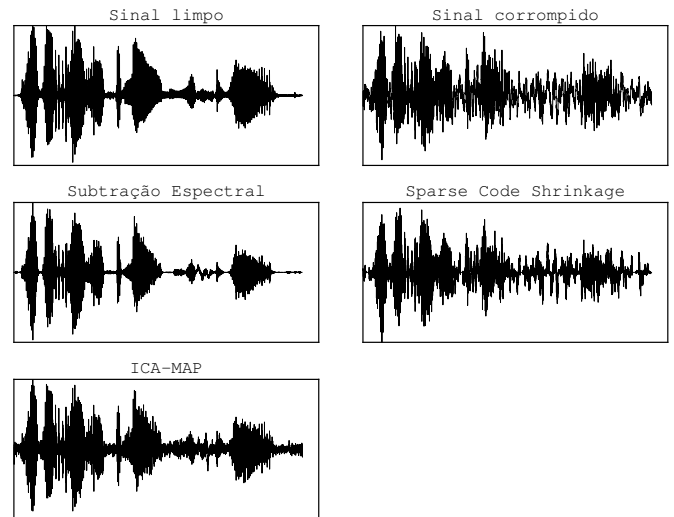 Sinal limpo
Sinal corrompido
Subtração Espectral
Sparse Code Shrinkage
ICA-MAP